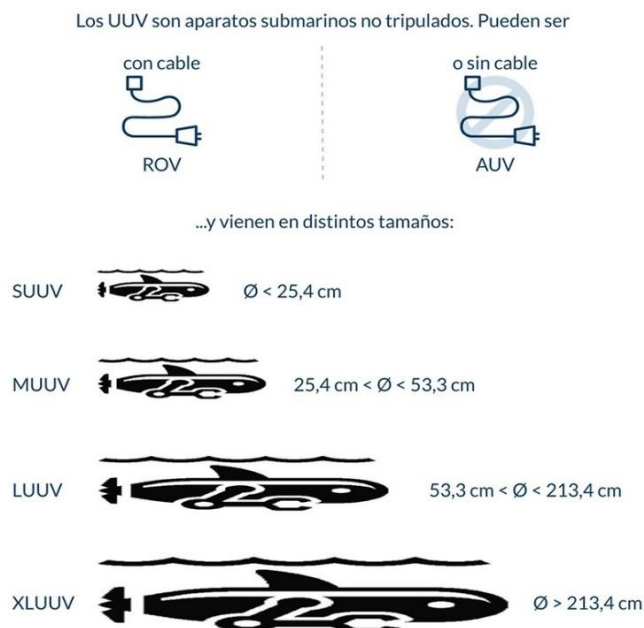 Los UUV son aparatos submarinos no tripulados. Pueden ser
con cable
o sin cable
ROV
AUV
...y vienen en distintos tamaños:
SUUV Ø < 25,4 cm
MUUV 25,4 cm < Ø < 53,3 cm
LUUV 53,3 cm < Ø < 213,4 cm
XLUUV Ø > 213,4 cm